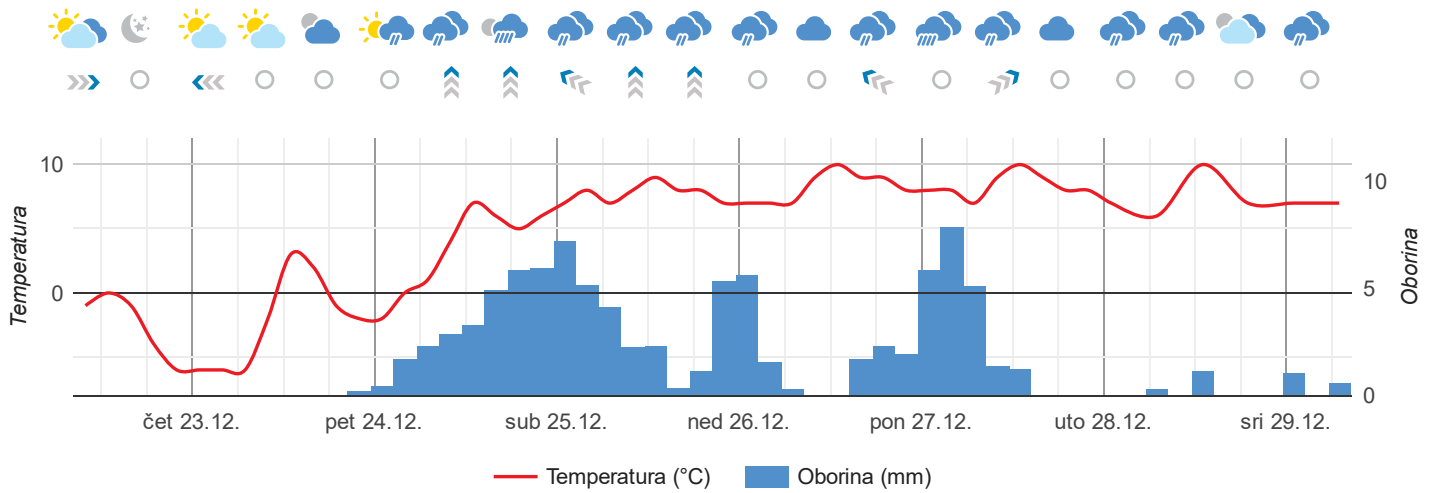 Temperatura
10
0
Oborina
10
5
0
čet 23.12.
pet 24.12.
sub 25.12.
ned 26.12.
pon 27.12.
uto 28.12.
sri 29.12.
Temperatura (°C)
Oborina (mm)